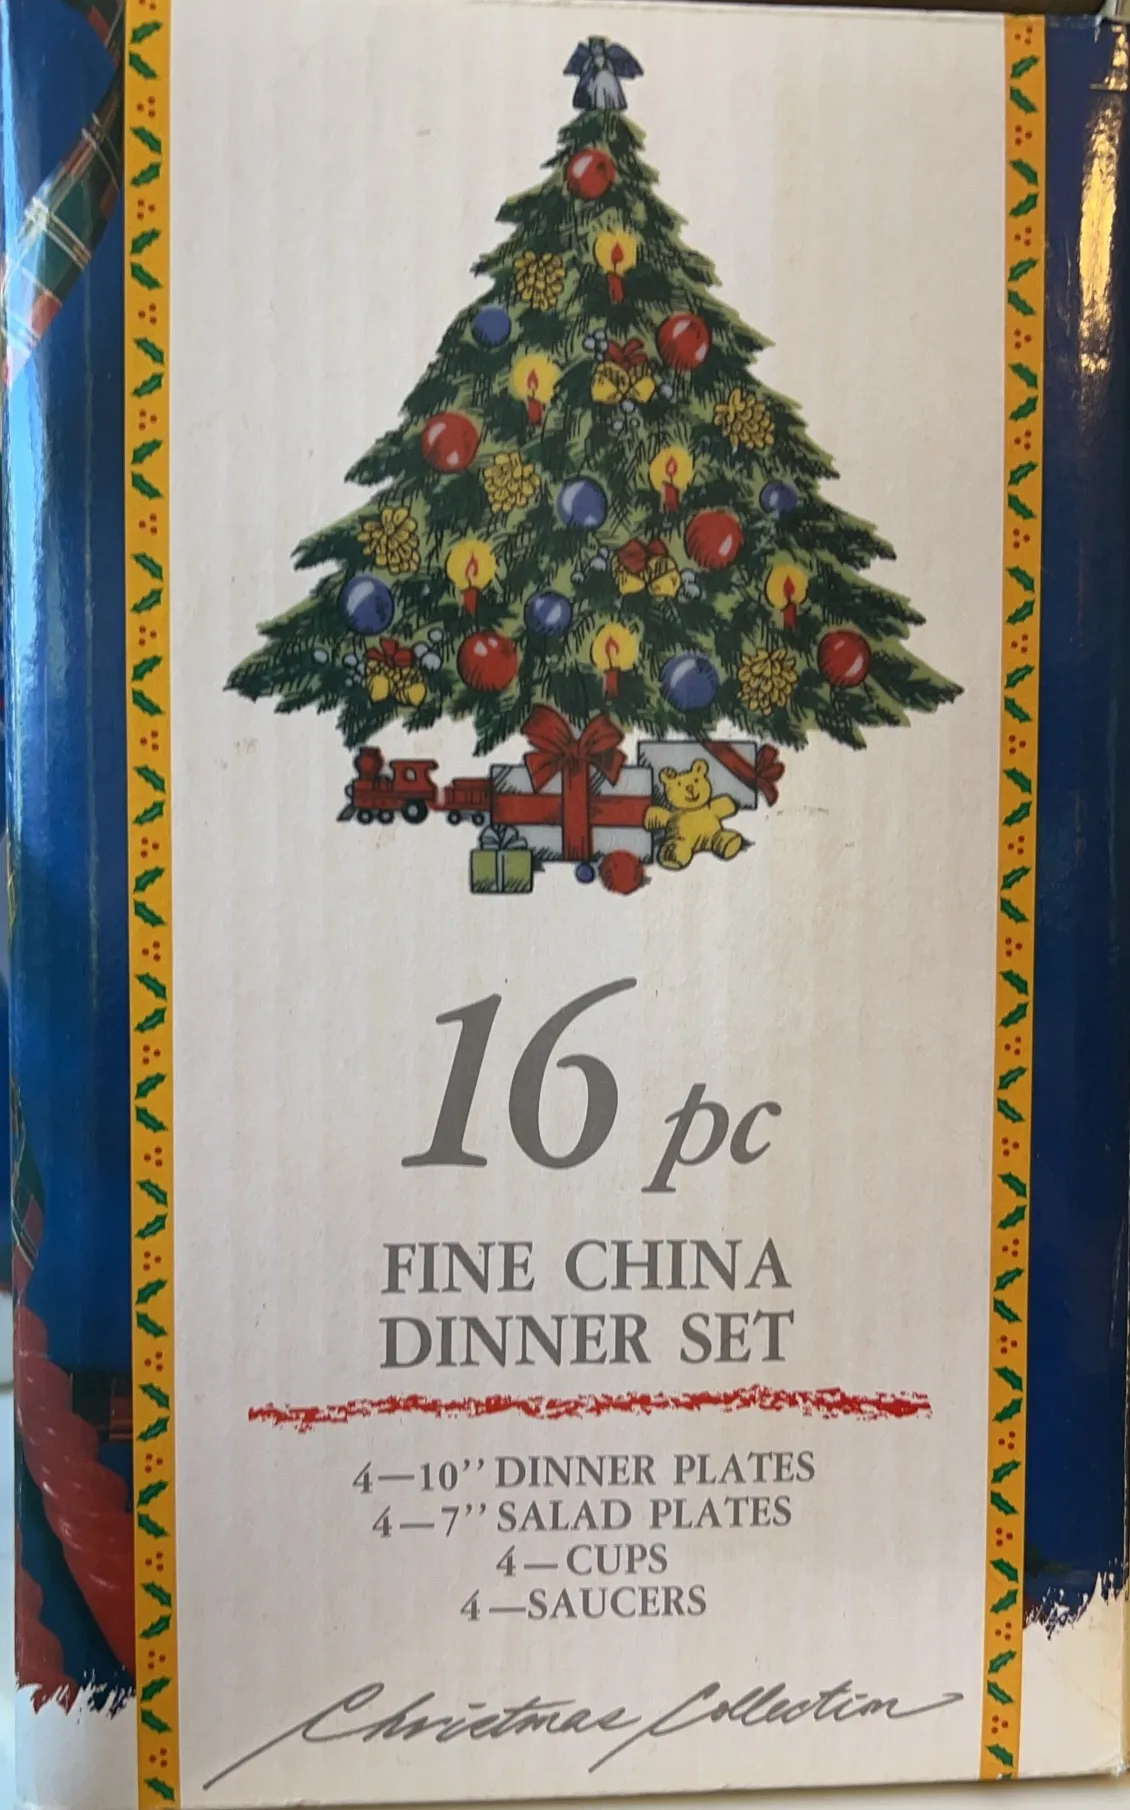 16 pc
FINE CHINA
DINNER SET
4—10'' DINNER PLATES
4—7'' SALAD PLATES
4—CUPS
4—SAUCERS
Christmas Collection